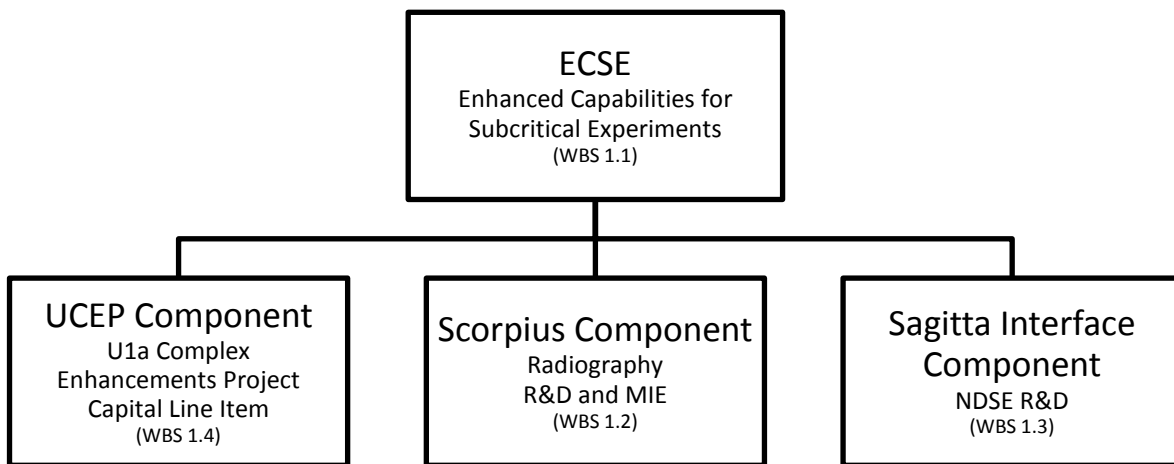 ECSE
Enhanced Capabilities for
Subcritical Experiments
(WBS 1.1)
UCEP Component
U1a Complex
Enhancements Project
Capital Line Item
(WBS 1.4)
Scorpius Component
Radiography
R&D and MIE
(WBS 1.2)
Sagitta Interface
Component
NDSE R&D
(WBS 1.3)